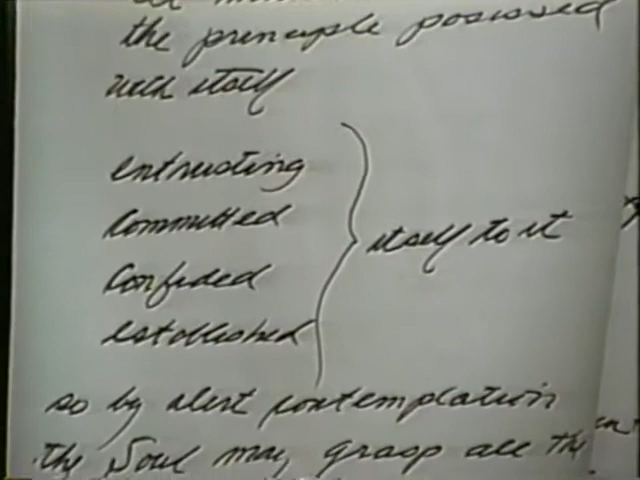 the principle possessed
with itself
entrusting
Committed
Confided
established
itself to it
so by alert contemplation
the Soul may grasp all the